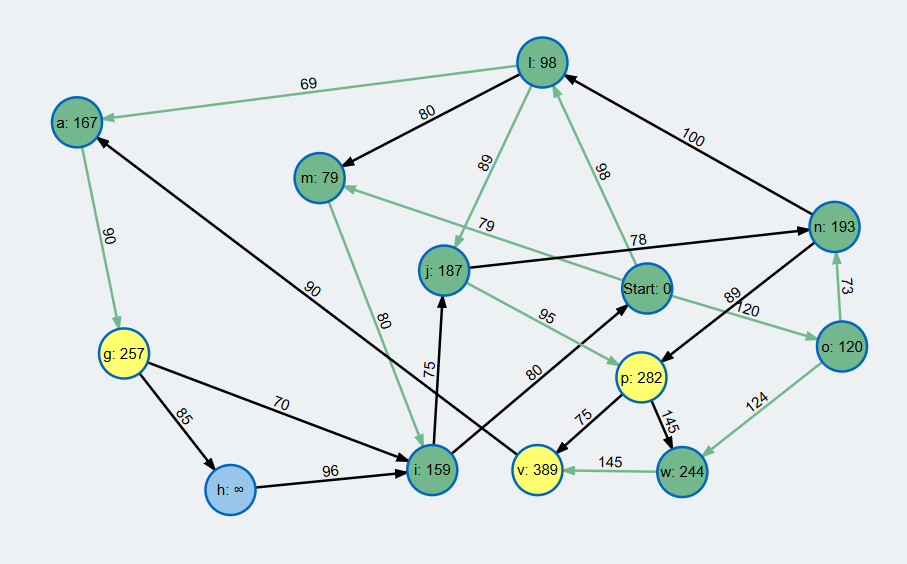 l: 98
69
80
a: 167
100
89
98
m: 79
79
n: 193
90
78
j: 187
73
Start: 0
90
89
120
95
80
o: 120
g: 257
75
80
p: 282
70
124
85
75
145
96
i: 159
145
v: 389
w: 244
h: ∞